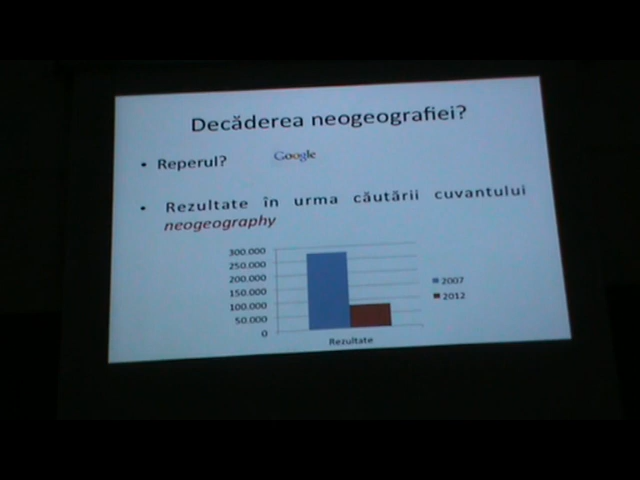 Decăderea neogeografiei?
• Reperul? Google
• Rezultate în urma căutării cuvantului
neogeography
300.000
250.000
200.000
150.000
100.000
50.000
0
2007
2012
Rezultate